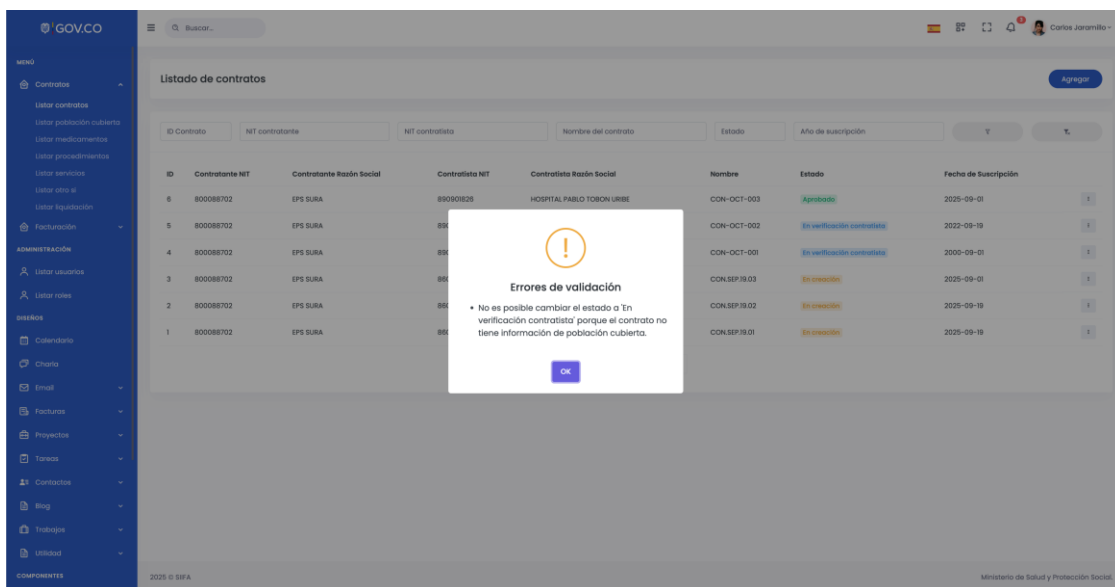 GOV.CO
Buscar...
Carlos Jaramillo
MENÚ
Contratos
Listar contratos
Listar población cubierta
Listar medicamentos
Listar procedimientos
Listar servicios
Listar otro si
Listar liquidación
Facturación
ADMINISTRACIÓN
Listar usuarios
Listar roles
DISEÑOS
Calendario
Charla
Email
Facturas
Proyectos
Tareas
Contactos
Blog
Trabajos
Utilidad
COMPONENTES
Listado de contratos
Agregar
ID Contrato NIT contratante NIT contratista Nombre del contrato Estado Año de suscripción
ID Contratante NIT Contratante Razón Social Contratista NIT Contratista Razón Social Nombre Estado Fecha de Suscripción
6 800088702 EPS SURA 890901826 HOSPITAL PABLO TOBON URIBE CON-OCT-003 Aprobado 2025-09-01
5 800088702 EPS SURA 890 CON-OCT-002 En verificación contratista 2022-09-19
4 800088702 EPS SURA 890 CON-OCT-001 En verificación contratista 2000-09-01
3 800088702 EPS SURA 860 CON.SEP.19.03 En creación 2025-09-01
2 800088702 EPS SURA 860 CON.SEP.19.02 En creación 2025-09-19
1 800088702 EPS SURA 860 CON.SEP.19.01 En creación 2025-09-19
Errores de validación
• No es posible cambiar el estado a 'En
verificación contratista' porque el contrato no
tiene información de población cubierta.
OK
2025 © SIIFA
Ministerio de Salud y Protección Social